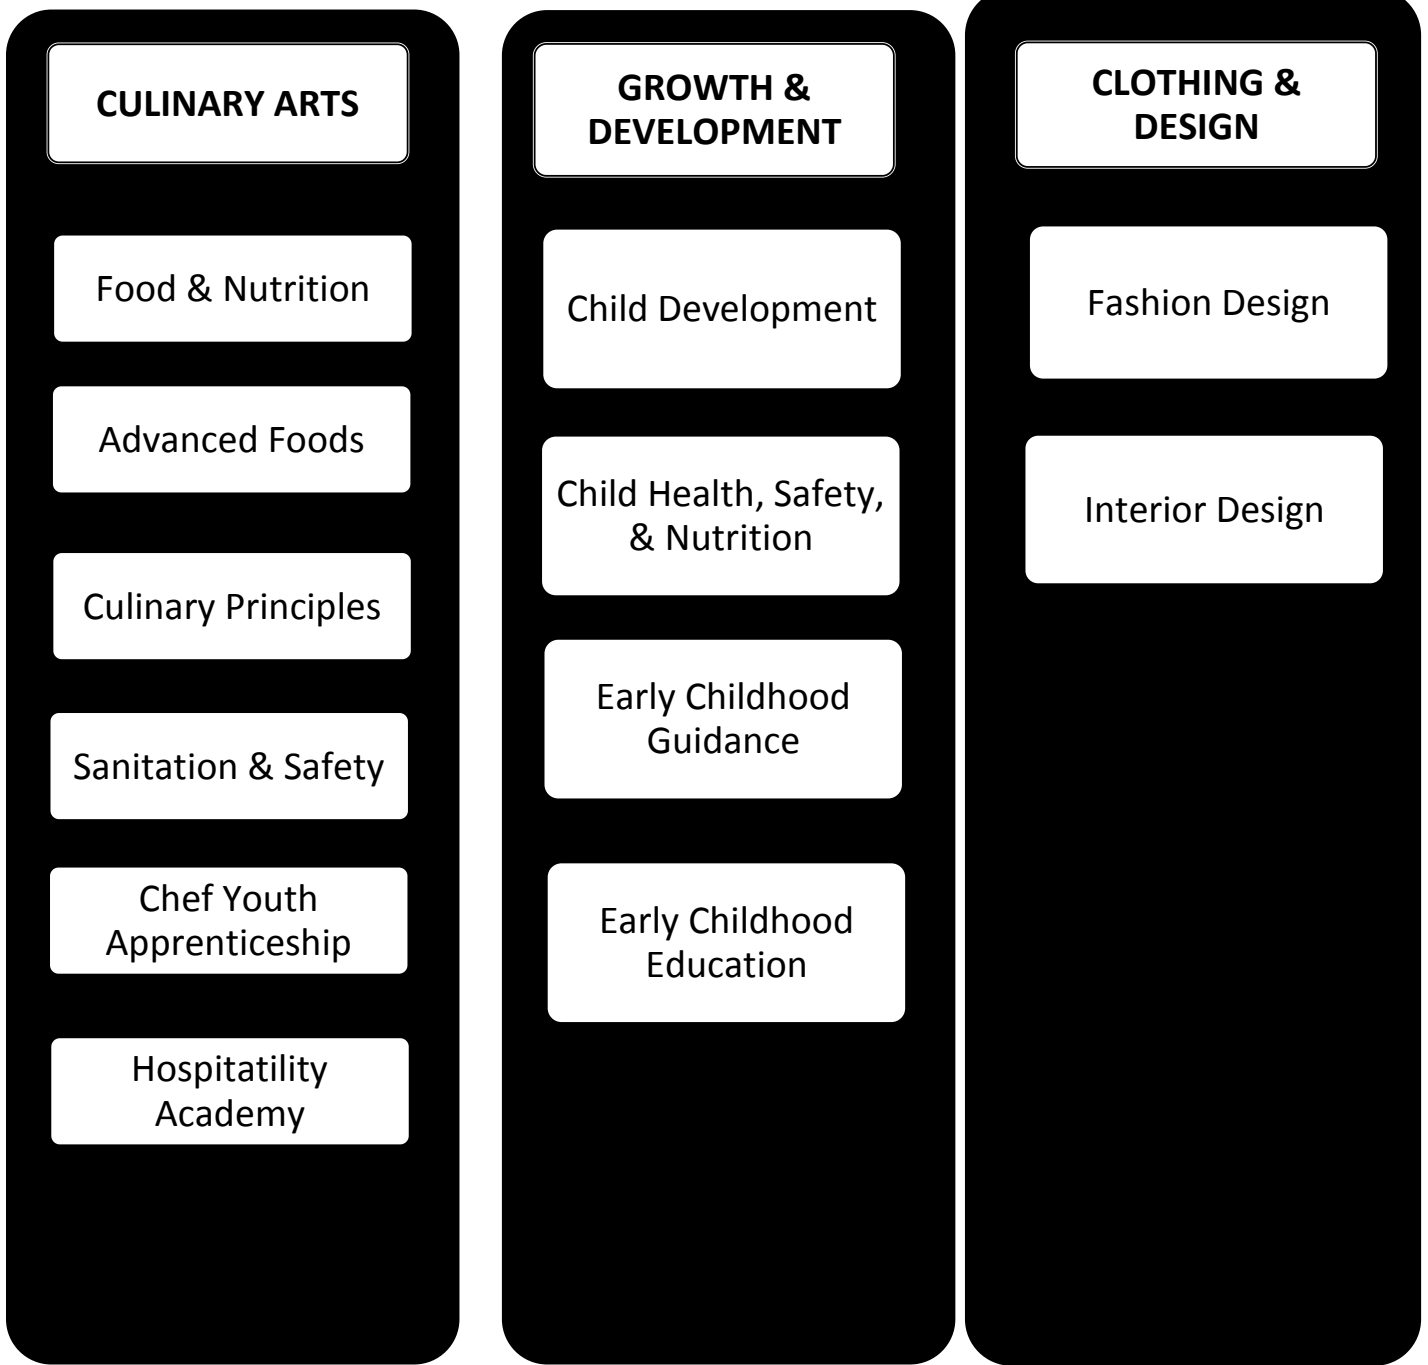 CULINARY ARTS
Food & Nutrition
Advanced Foods
Culinary Principles
Sanitation & Safety
Chef Youth
Apprenticeship
Hospitatility
Academy
GROWTH &
DEVELOPMENT
Child Development
Child Health, Safety,
& Nutrition
Early Childhood
Guidance
Early Childhood
Education
CLOTHING &
DESIGN
Fashion Design
Interior Design